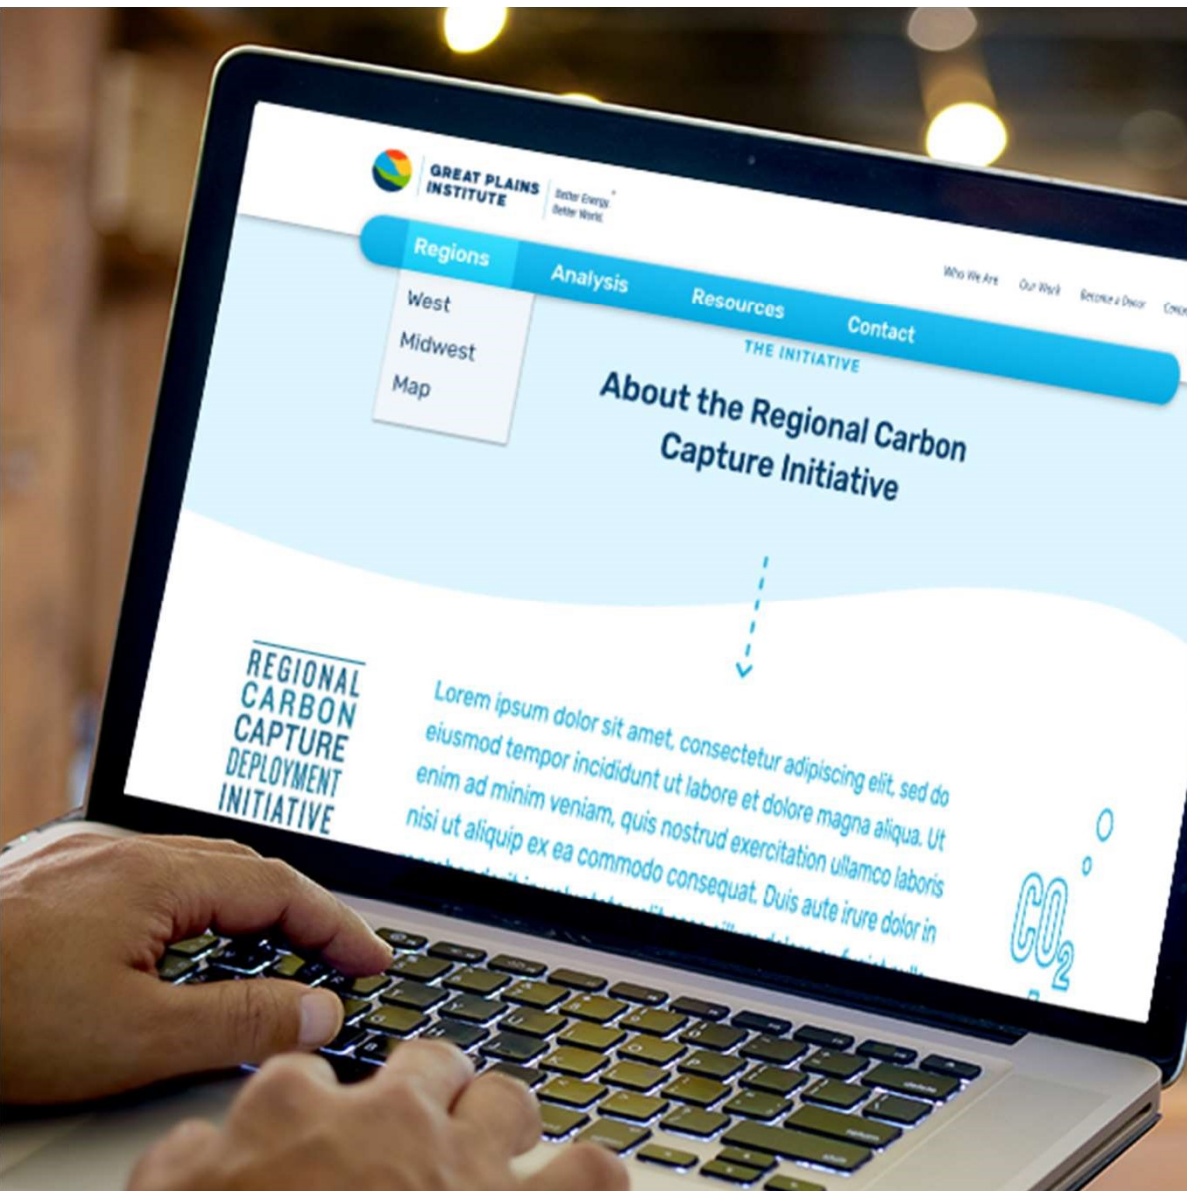 GREAT PLAINS
INSTITUTE
Better Energy.
Better World.
Who We Are
Our Work
Become a Donor
Regions
Analysis
Resources
Contact
West
Midwest
Map
THE INITIATIVE
About the Regional Carbon
Capture Initiative
REGIONAL
CARBON
CAPTURE
DEPLOYMENT
INITIATIVE
Lorem ipsum dolor sit amet, consectetur adipiscing elit, sed do
eiusmod tempor incididunt ut labore et dolore magna aliqua. Ut
enim ad minim veniam, quis nostrud exercitation ullamco laboris
nisi ut aliquip ex ea commodo consequat. Duis aute irure dolor in
CO2
delete
return
shift